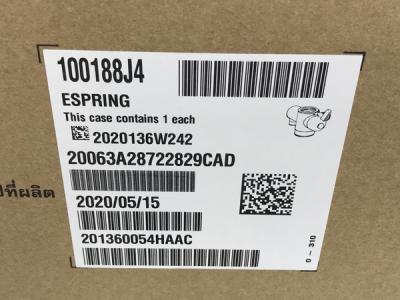 100188J4
ESPRING
This case contains 1 each
2020136W242
20063A28722829CAD
ปีที่ผลิต
2020/05/15
201360054HAAC
0 - 310